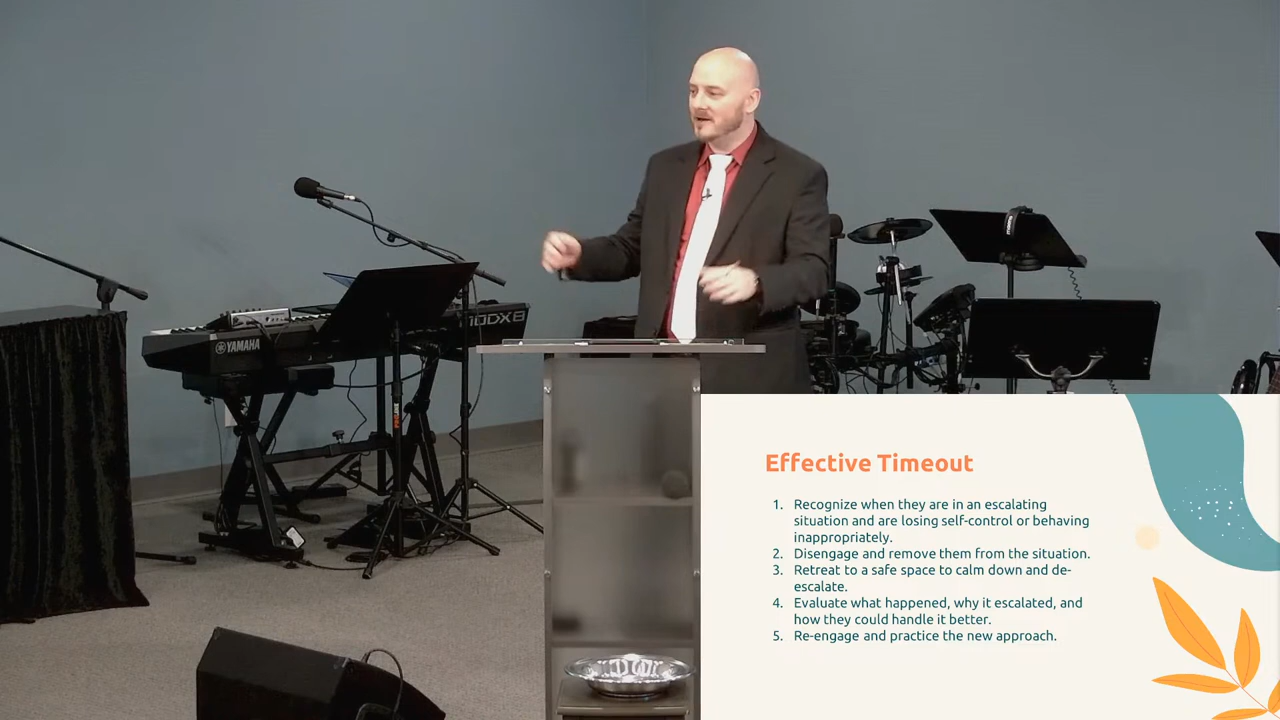 YAMAHA
Effective Timeout
1. Recognize when they are in an escalating
situation and are losing self-control or behaving
inappropriately.
2. Disengage and remove them from the situation.
3. Retreat to a safe space to calm down and de-
escalate.
4. Evaluate what happened, why it escalated, and
how they could handle it better.
5. Re-engage and practice the new approach.